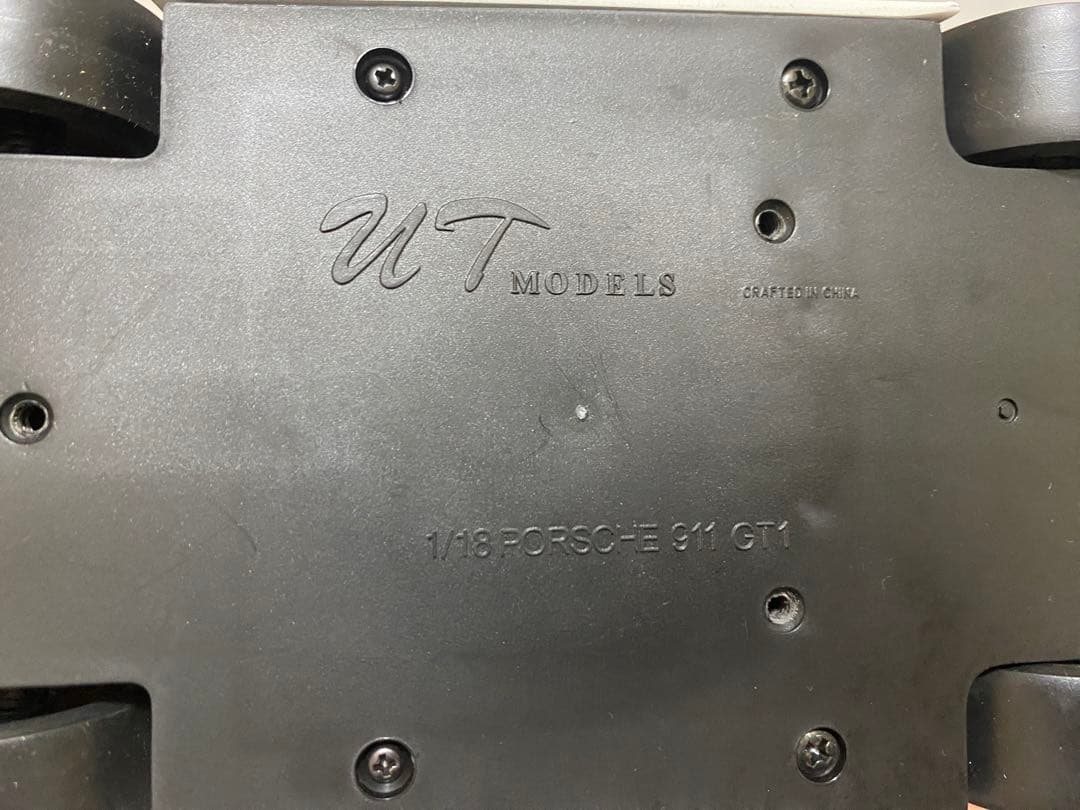 UT MODELS
CRAFTED IN CHINA
1/18 PORSCHE 911 GT1